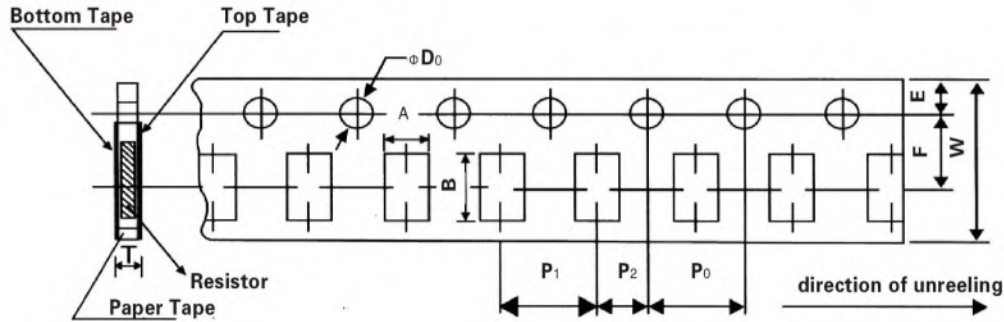 Bottom Tape
Top Tape
ΦD₀
A
E
F
W
B
T
Resistor
Paper Tape
P₁
P₂
P₀
direction of unreeling